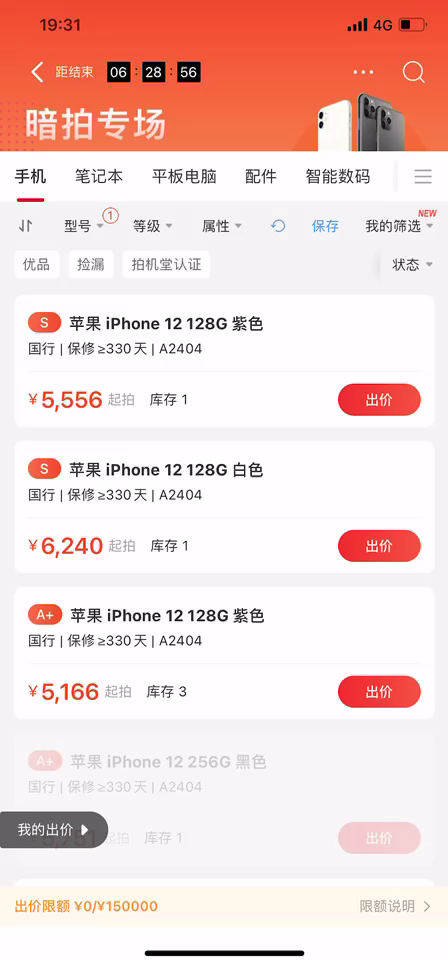 19:31 4G
距结束 06 : 28 : 56
暗拍专场
手机 笔记本 平板电脑 配件 智能数码
型号 1 等级 属性 保存 我的筛选 NEW
优品 捡漏 拍机堂认证 状态
S 苹果 iPhone 12 128G 紫色
国行 | 保修 ≥330 天 | A2404
¥5,556 起拍 库存 1 出价
S 苹果 iPhone 12 128G 白色
国行 | 保修 ≥330 天 | A2404
¥6,240 起拍 库存 1 出价
A+ 苹果 iPhone 12 128G 紫色
国行 | 保修 ≥330 天 | A2404
¥5,166 起拍 库存 3 出价
A+ 苹果 iPhone 12 256G 黑色
国行 | 保修 ≥330 天 | A2404
我的出价 起拍 库存 1 出价
出价限额 ¥0/¥150000 限额说明